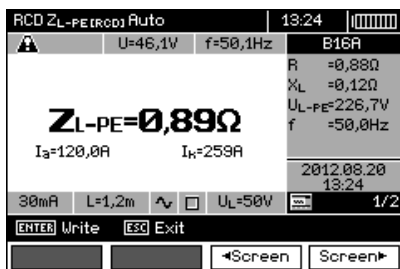 RCD ZL-PE[RCD] Auto 13:24
U=46,1V f=50,1Hz B16A
R =0,88Ω
XL =0,12Ω
UL-PE=226,7V
f =50,0Hz
ZL-PE=0,89Ω
Ia=120,0A Ik=259A
2012.08.20
13:24
30mA L=1,2m UL=50V 1/2
ENTER Write ESC Exit
◄Screen Screen►